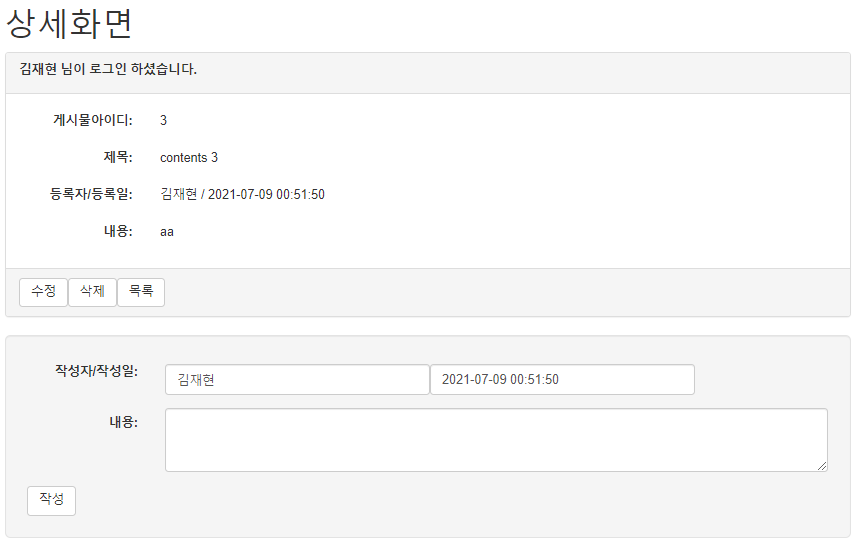 상세화면
김재현 님이 로그인 하셨습니다.
게시물아이디: 3
제목: contents 3
등록자/등록일: 김재현 / 2021-07-09 00:51:50
내용: aa
수정 삭제 목록
작성자/작성일: 김재현 2021-07-09 00:51:50
내용:
작성